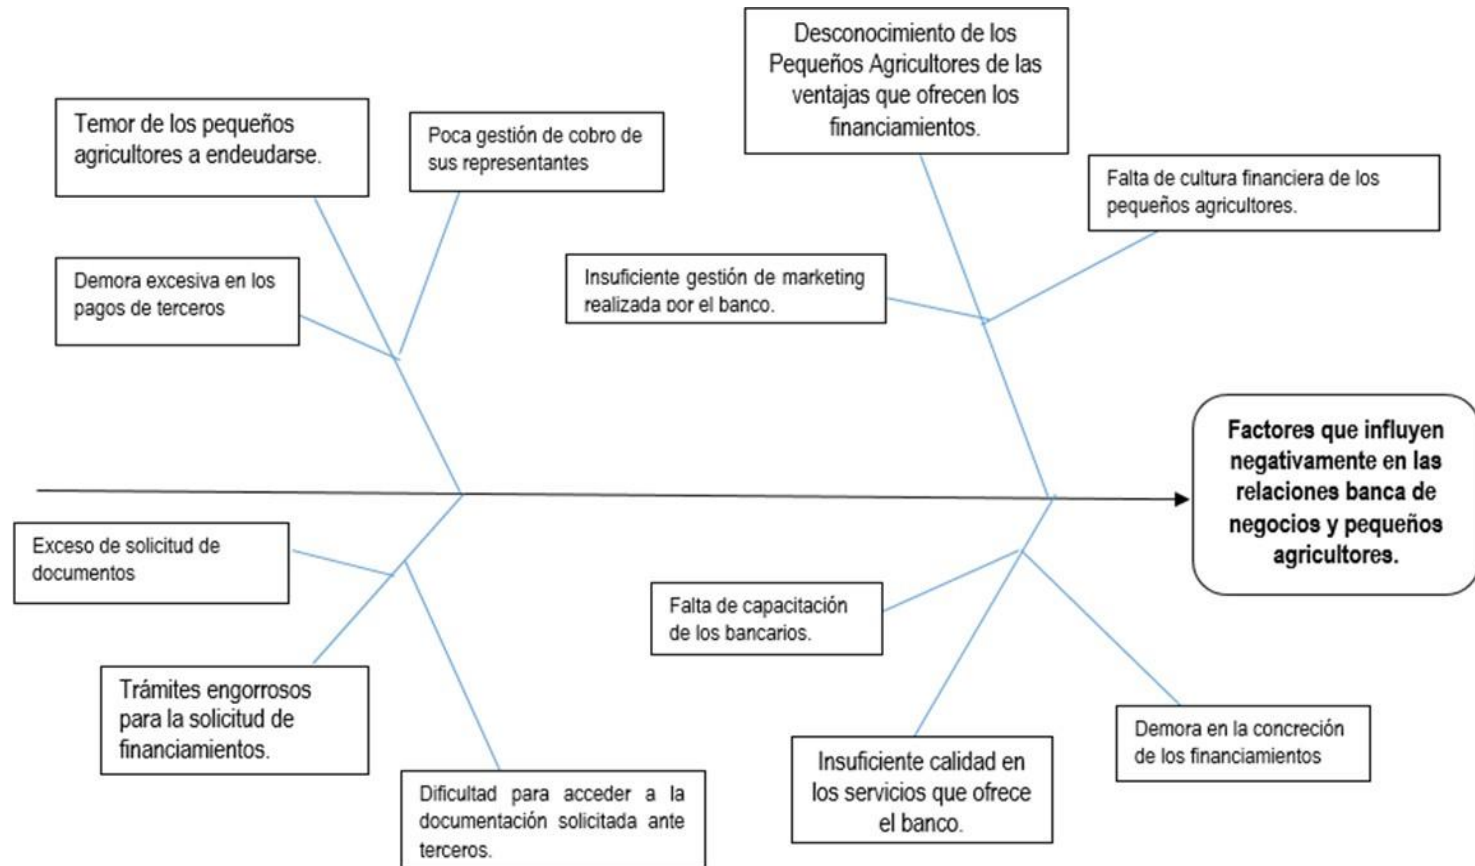 Desconocimiento de los
Pequeños Agricultores de las
ventajas que ofrecen los
financiamientos.
Temor de los pequeños
agricultores a endeudarse.
Poca gestión de cobro de
sus representantes
Falta de cultura financiera de los
pequeños agricultores.
Demora excesiva en los
pagos de terceros
Insuficiente gestión de marketing
realizada por el banco.
Factores que influyen
negativamente en las
relaciones banca de
negocios y pequeños
agricultores.
Exceso de solicitud de
documentos
Falta de capacitación
de los bancarios.
Trámites engorrosos
para la solicitud de
financiamientos.
Demora en la concreción
de los financiamientos
Insuficiente calidad en
los servicios que ofrece
el banco.
Dificultad para acceder a la
documentación solicitada ante
terceros.